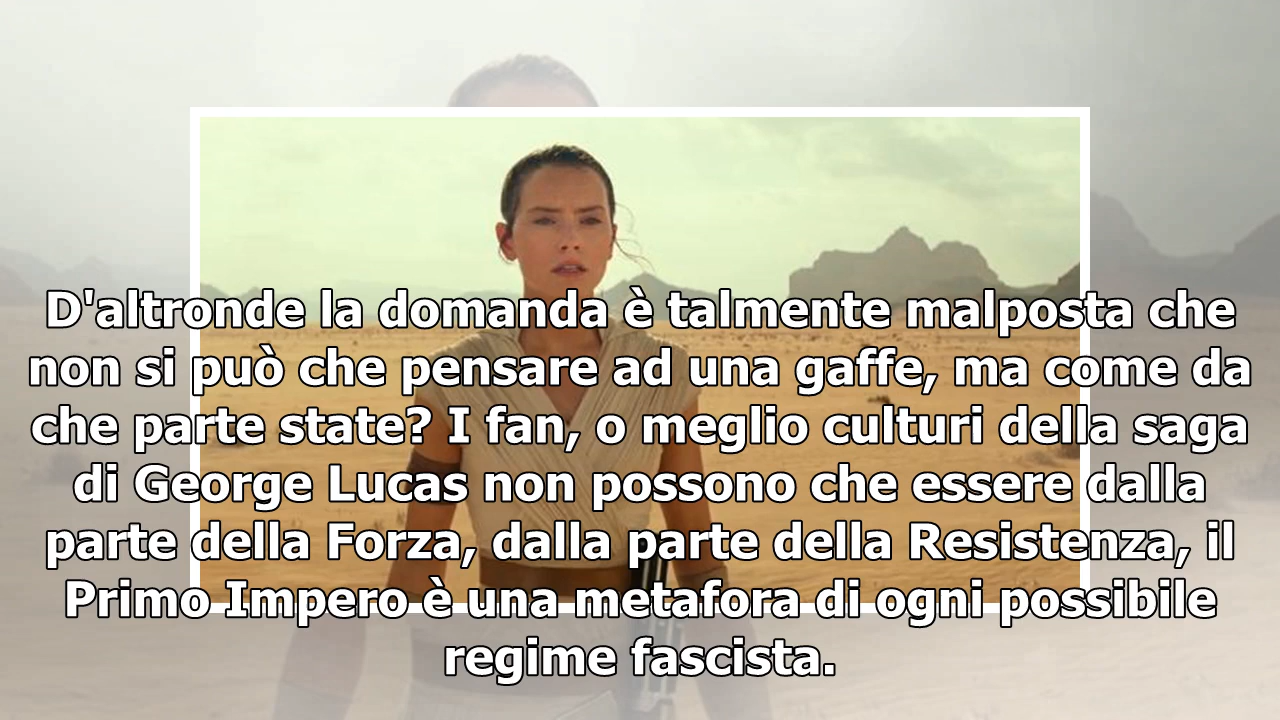 D'altronde la domanda è talmente malposta che
non si può che pensare ad una gaffe, ma come da
che parte state? I fan, o meglio culturi della saga
di George Lucas non possono che essere dalla
parte della Forza, dalla parte della Resistenza, il
Primo Impero è una metafora di ogni possibile
regime fascista.